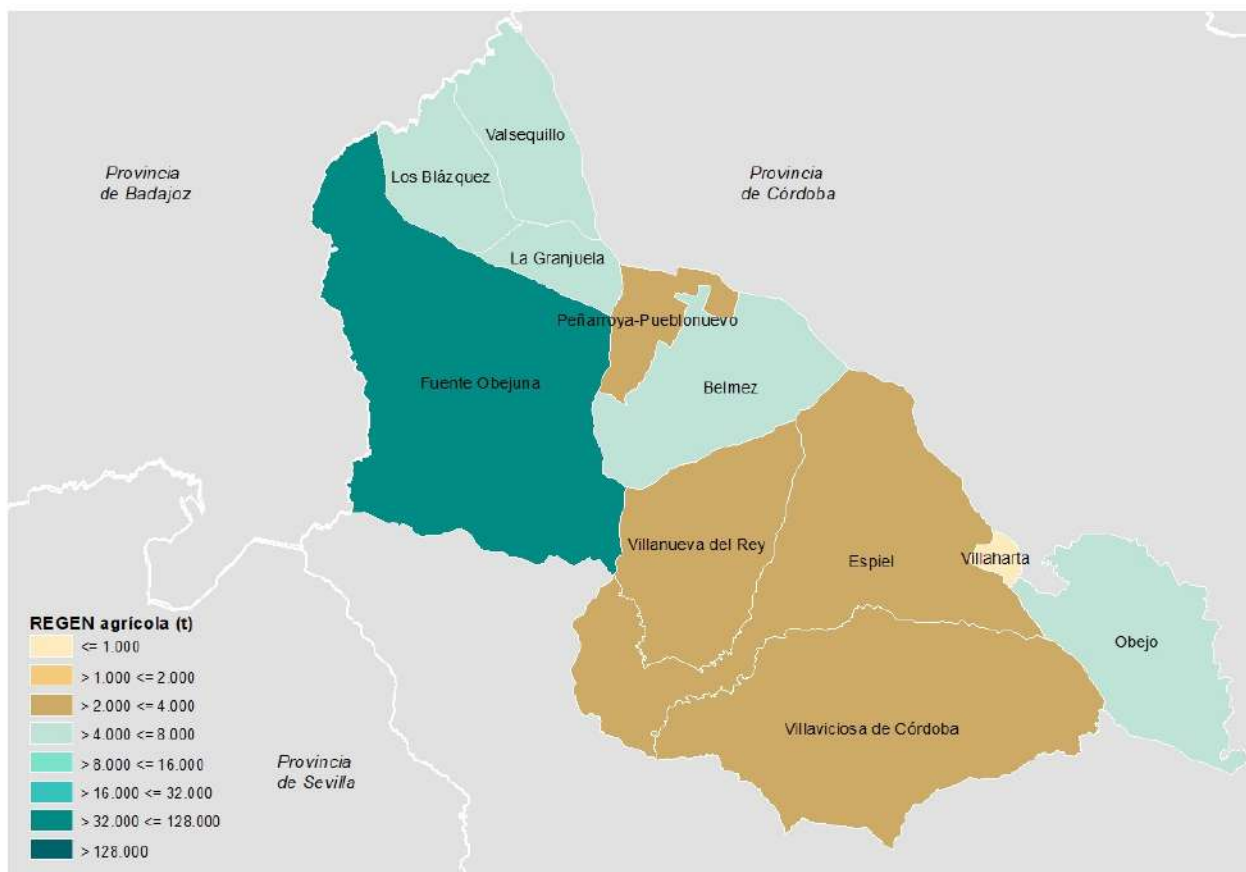 Valsequillo
Provincia
de Badajoz
Los Blázquez
Provincia
de Córdoba
La Granjuela
Peñarroya-Pueblonuevo
Fuente Obejuna
Belmez
Villanueva del Rey
Espiel
Villaharta
Obejo
Villaviciosa de Córdoba
Provincia
de Sevilla
REGEN agrícola (t)
<= 1.000
> 1.000 <= 2.000
> 2.000 <= 4.000
> 4.000 <= 8.000
> 8.000 <= 16.000
> 16.000 <= 32.000
> 32.000 <= 128.000
> 128.000